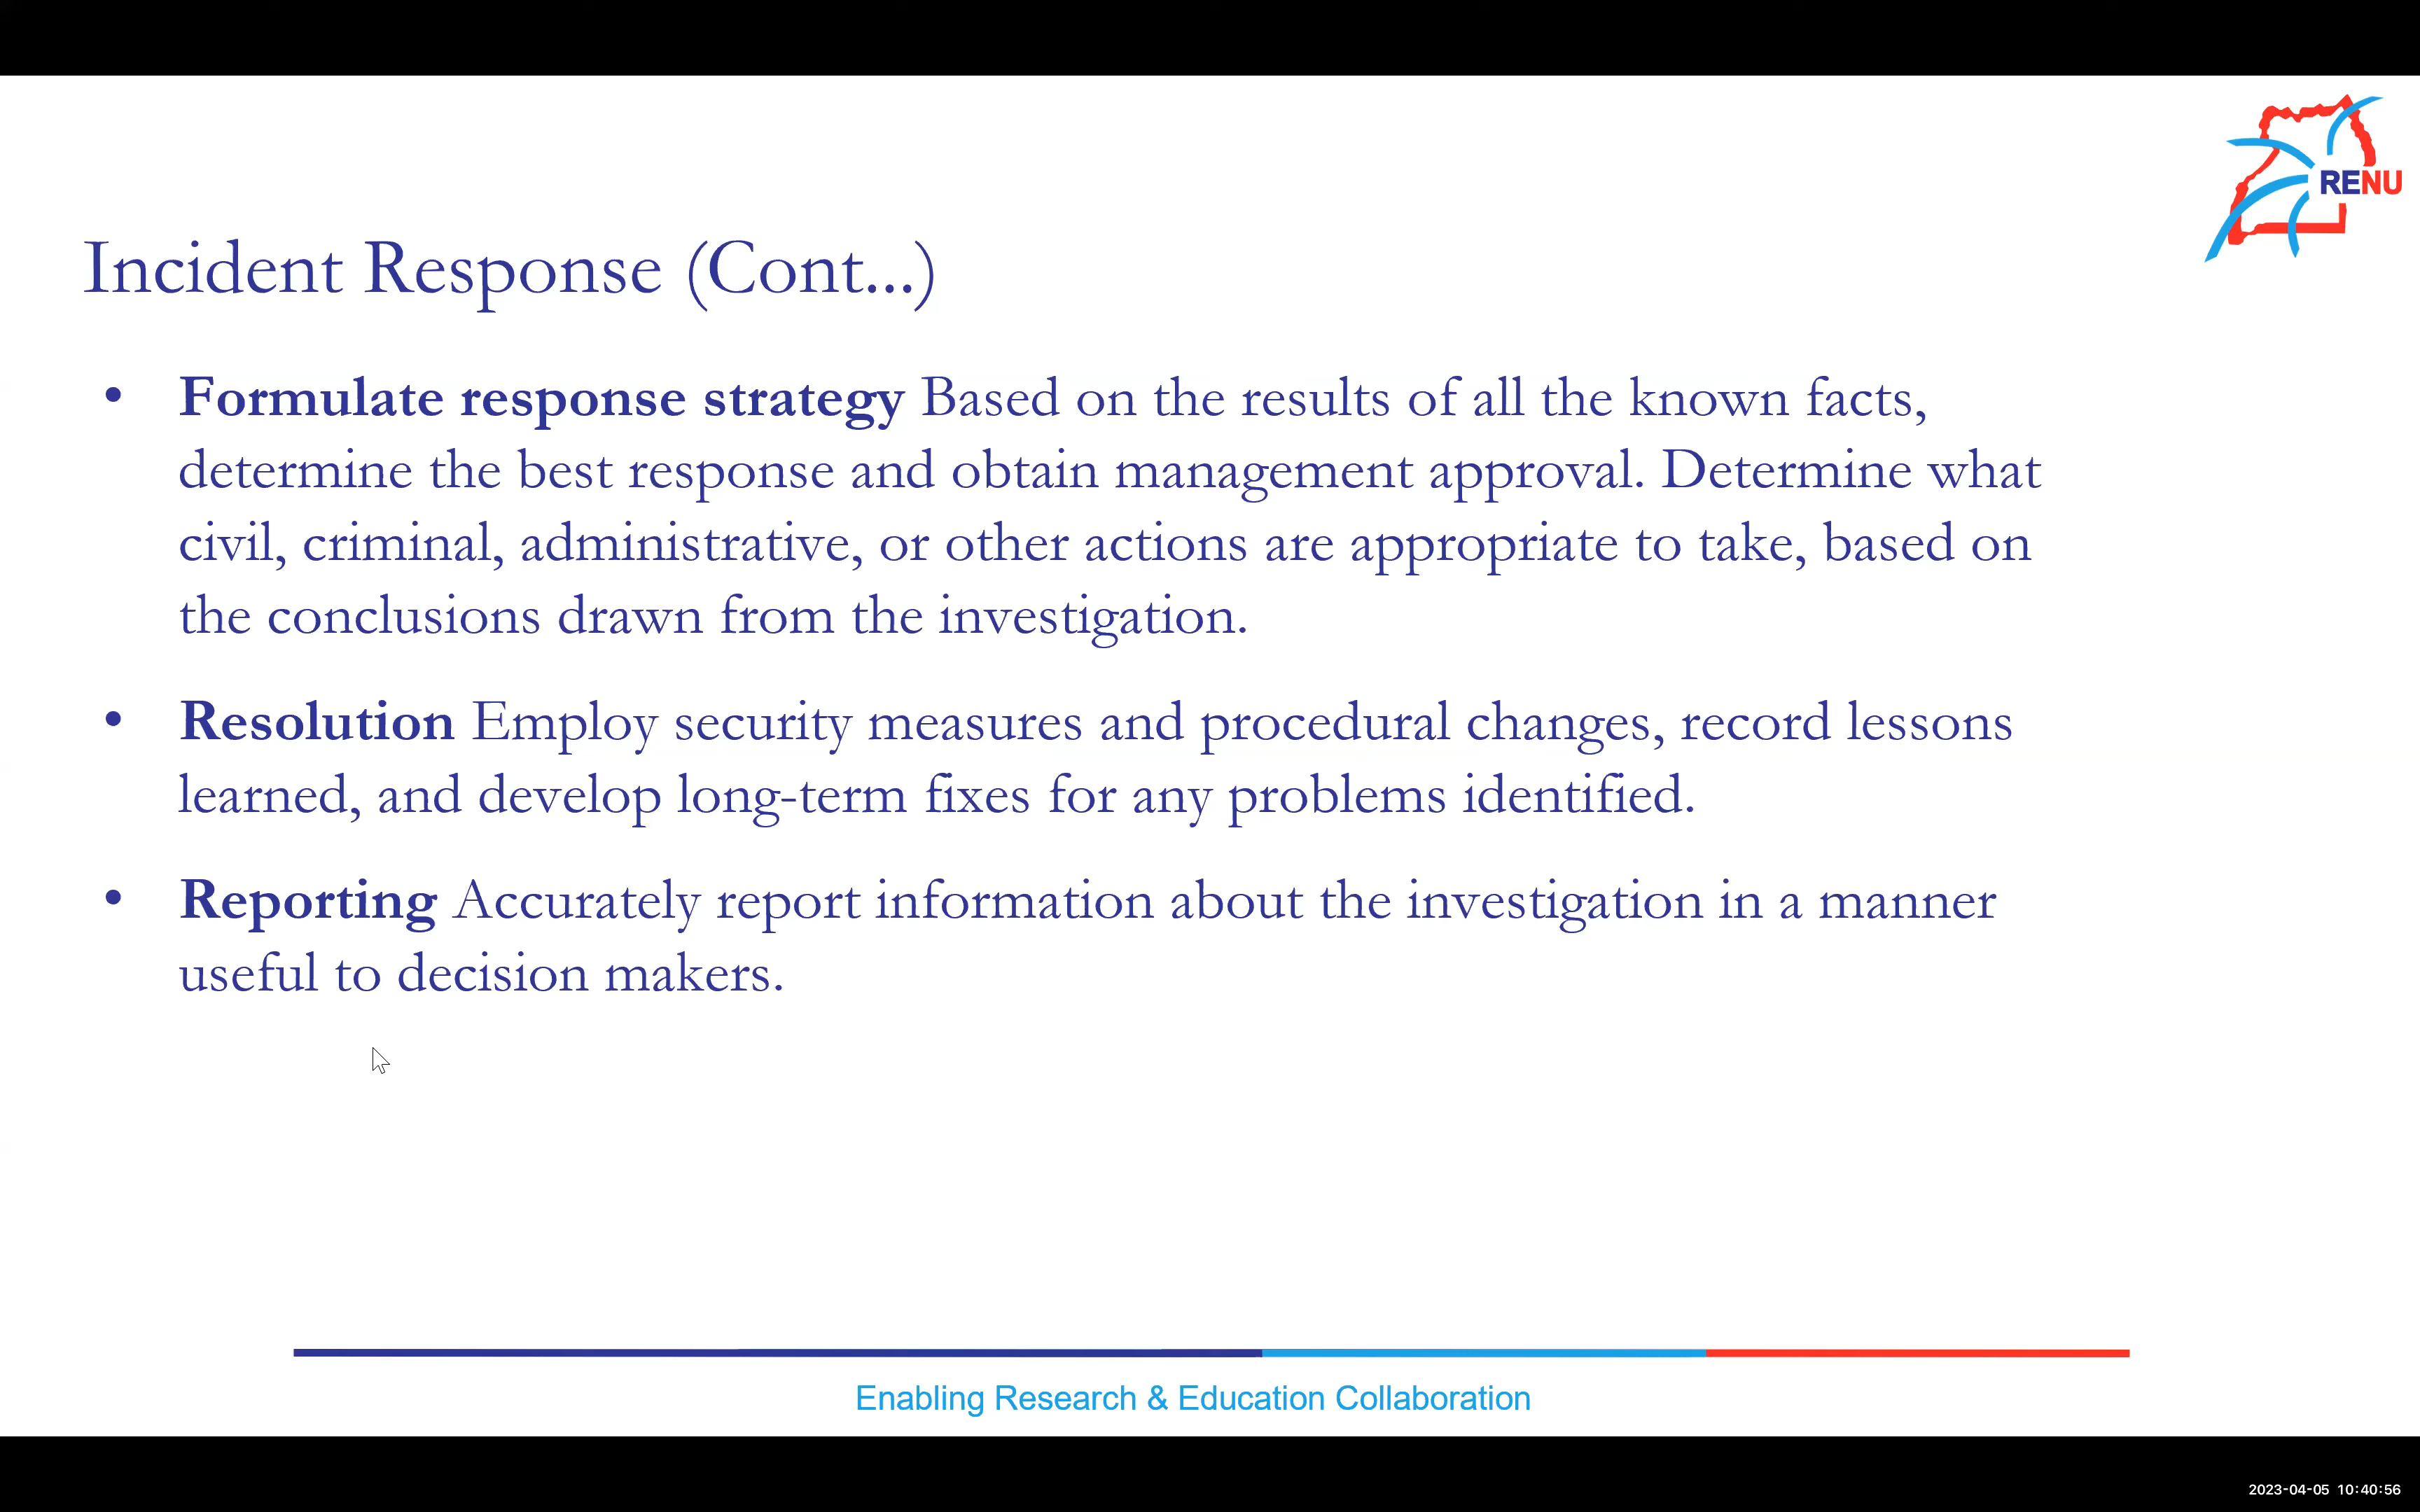 RENU
Incident Response (Cont...)
• Formulate response strategy Based on the results of all the known facts,
determine the best response and obtain management approval. Determine what
civil, criminal, administrative, or other actions are appropriate to take, based on
the conclusions drawn from the investigation.
• Resolution Employ security measures and procedural changes, record lessons
learned, and develop long-term fixes for any problems identified.
• Reporting Accurately report information about the investigation in a manner
useful to decision makers.
Enabling Research & Education Collaboration
2023-04-05 10:40:56